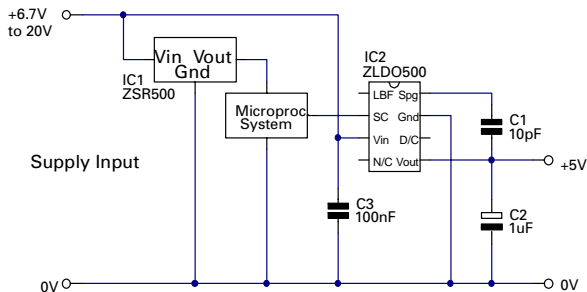 +6.7V
to 20V
Vin Vout
Gnd
IC1
ZSR500
Microproc
System
IC2
ZLDO500
LBF Spg
SC Gnd
Vin D/C
N/C Vout
C1
10pF
Supply Input
+5V
C3
100nF
C2
1uF
0V
0V